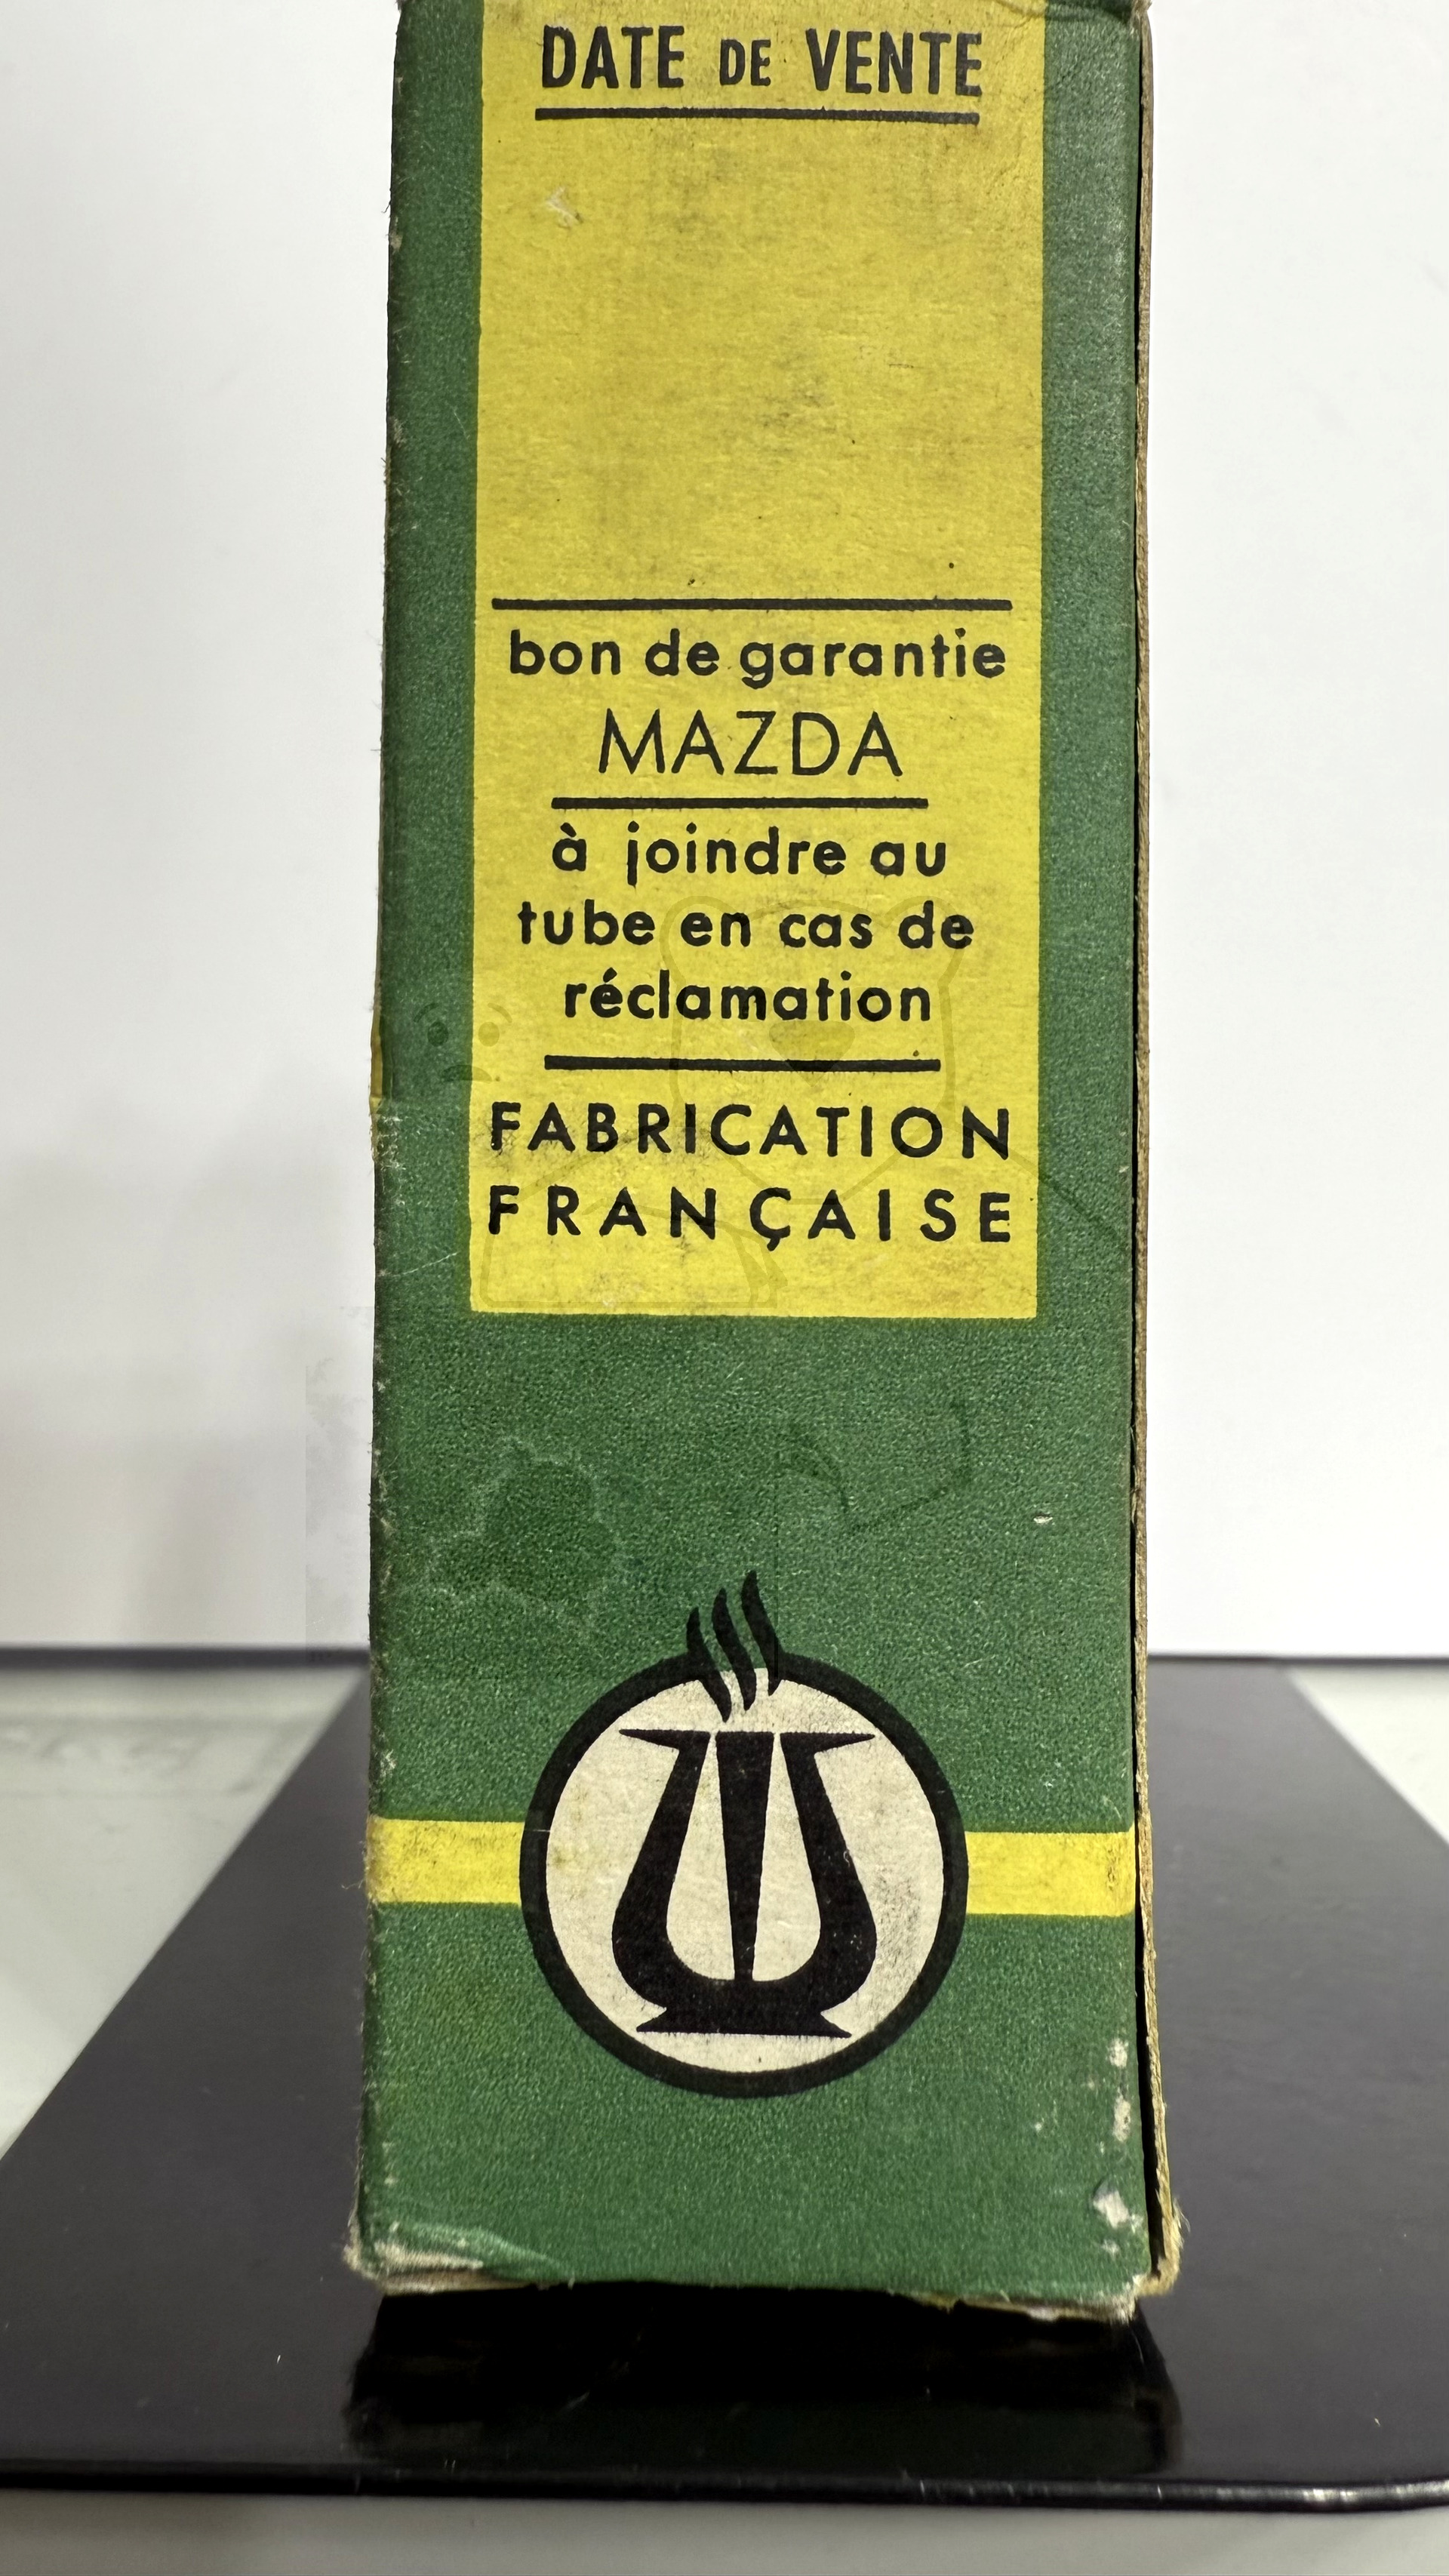 DATE DE VENTE
bon de garantie
MAZDA
à joindre au
tube en cas de
réclamation
FABRICATION
FRANÇAISE